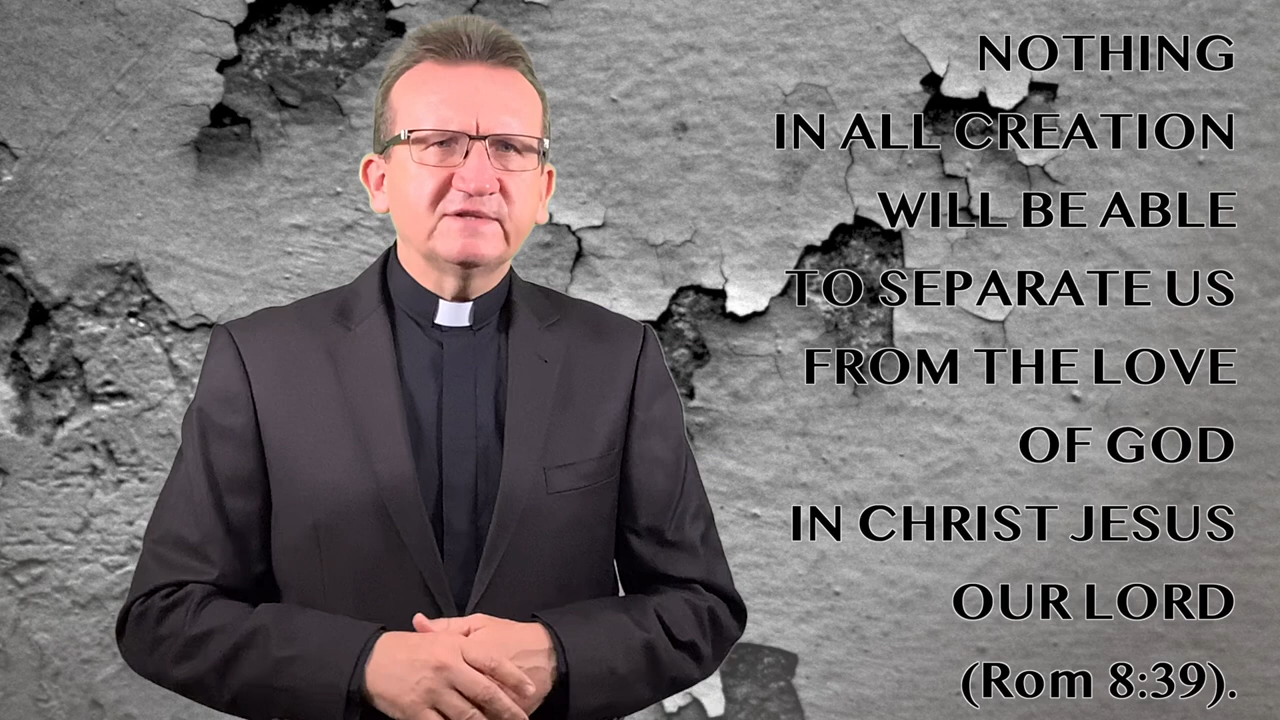 NOTHING
IN ALL CREATION
WILL BE ABLE
TO SEPARATE US
FROM THE LOVE
OF GOD
IN CHRIST JESUS
OUR LORD
(Rom 8:39).